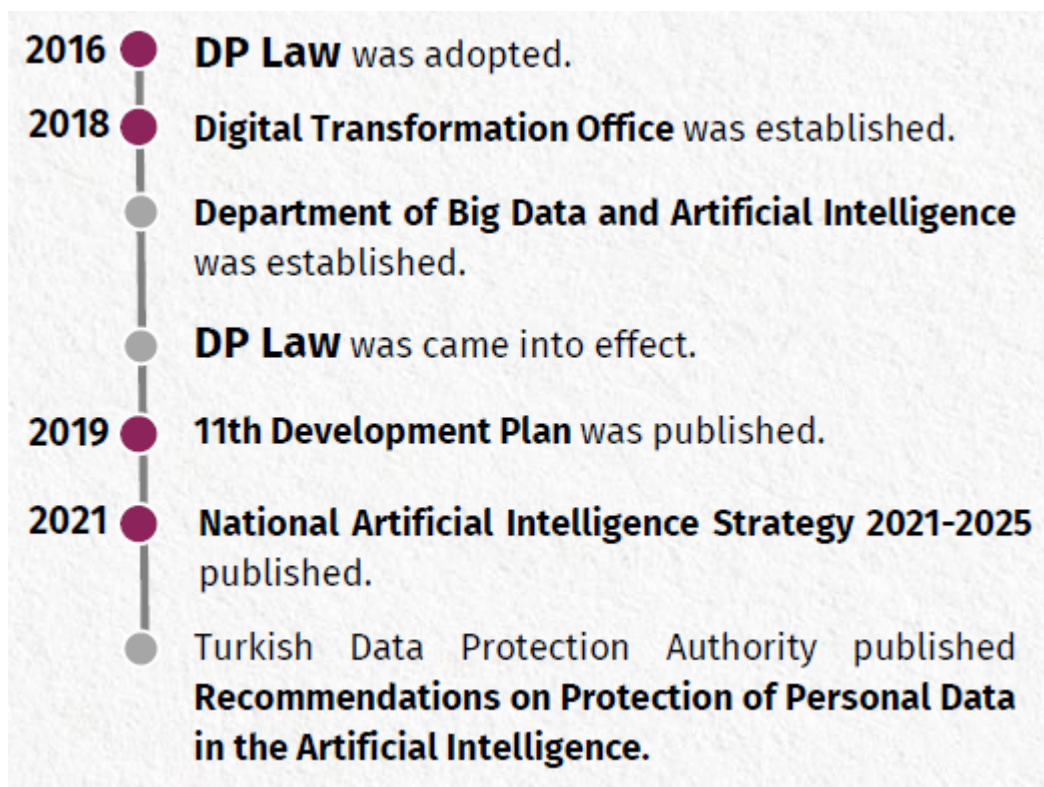 2016 DP Law was adopted.
2018 Digital Transformation Office was established.
Department of Big Data and Artificial Intelligence
was established.
DP Law was came into effect.
2019 11th Development Plan was published.
2021 National Artificial Intelligence Strategy 2021-2025
published.
Turkish Data Protection Authority published
Recommendations on Protection of Personal Data
in the Artificial Intelligence.